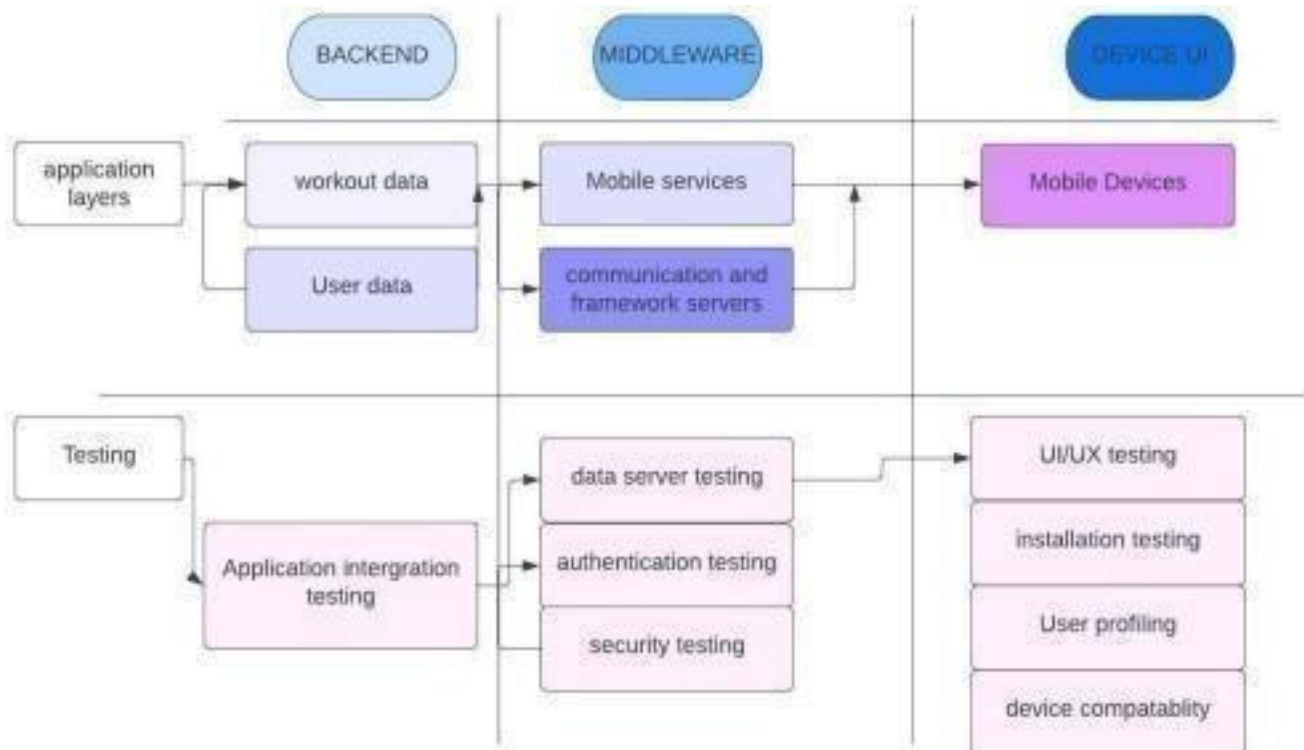 BACKEND
MIDDLEWARE
DEVICE UI
application
layers
workout data
Mobile services
Mobile Devices
User data
communication and
framework servers
Testing
data server testing
UI/UX testing
Application intergration
testing
authentication testing
installation testing
security testing
User profiling
device compatablity